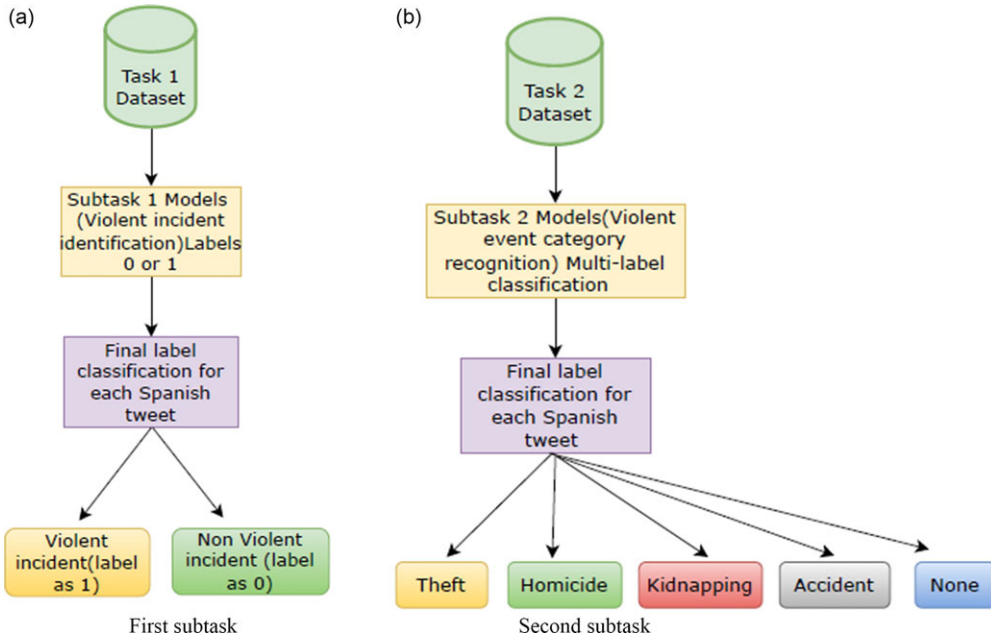 (a)
Task 1
Dataset
Subtask 1 Models
(Violent incident
identification)Labels
0 or 1
Final label
classification for
each Spanish
tweet
Violent
incident(label
as 1)
Non Violent
incident (label
as 0)
First subtask
(b)
Task 2
Dataset
Subtask 2 Models(Violent
event category
recognition) Multi-label
classification
Final label
classification for
each Spanish
tweet
Theft
Homicide
Kidnapping
Accident
None
Second subtask